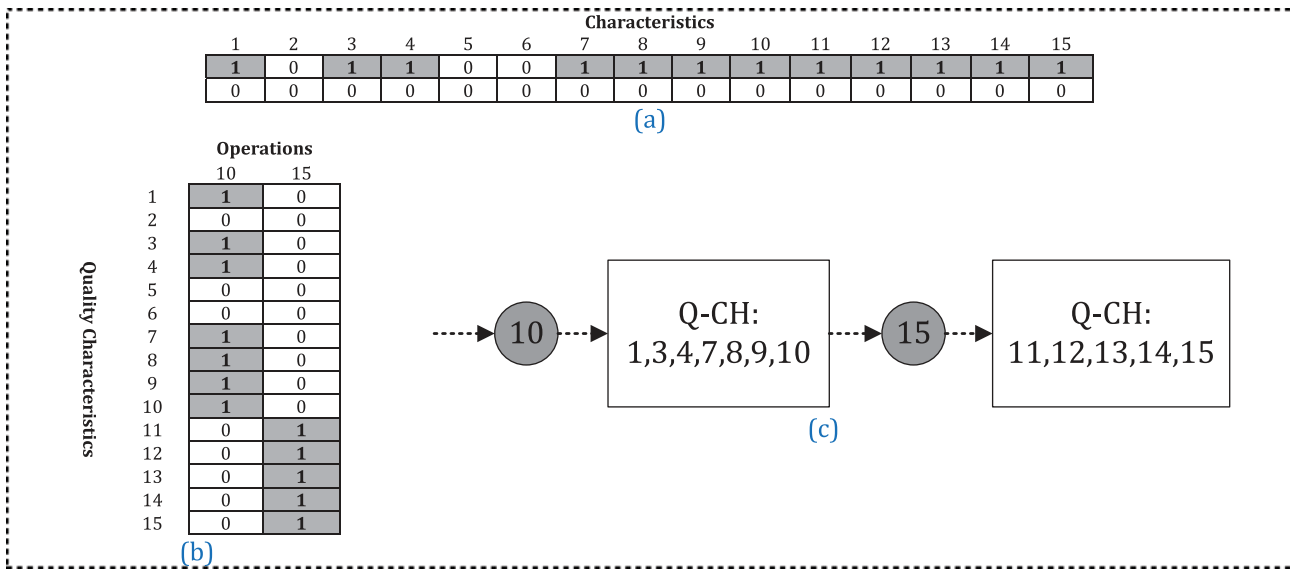 Characteristics
1 2 3 4 5 6 7 8 9 10 11 12 13 14 15
1 0 1 1 0 0 1 1 1 1 1 1 1 1 1
0 0 0 0 0 0 0 0 0 0 0 0 0 0 0
(a)
Operations
10 15
Quality Characteristics
1 1 0
2 0 0
3 1 0
4 1 0
5 0 0
6 0 0
7 1 0
8 1 0
9 1 0
10 1 0
11 0 1
12 0 1
13 0 1
14 0 1
15 0 1
(b)
10
Q-CH:
1,3,4,7,8,9,10
15
Q-CH:
11,12,13,14,15
(c)